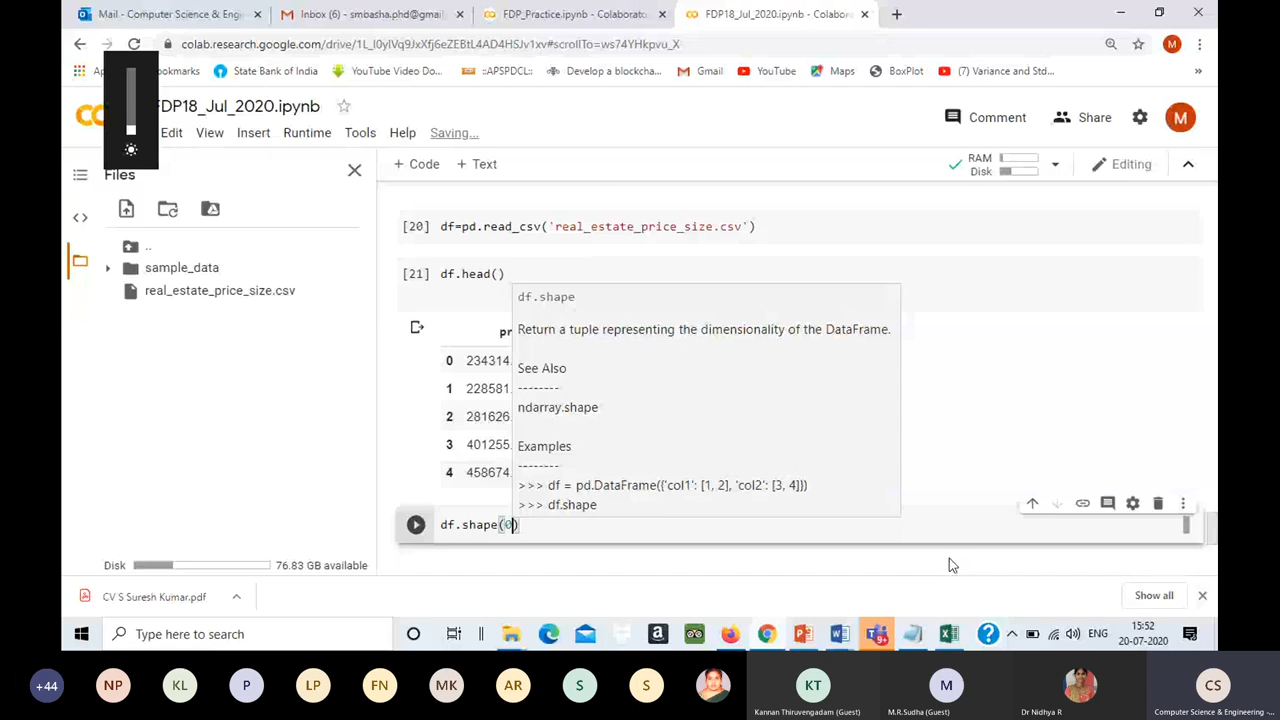 Mail - Computer Science & Engi
Inbox (6) - smbasha.phd@gmail
FDP_Practice.ipynb - Colaborato
FDP18_Jul_2020.ipynb - Colabora
colab.research.google.com/drive/1L_I0ylVq9JxXfj6eZEBtL4AD4HSJv1xv#scrollTo=ws74YHkpvu_X
M
Ap
okmarks
State Bank of India
YouTube Video Do...
::APSPDCL::
Develop a blockcha...
Gmail
YouTube
Maps
BoxPlot
(7) Variance and Std...
»
FDP18_Jul_2020.ipynb
Edit View Insert Runtime Tools Help Saving...
Comment
Share
M
Files
+ Code + Text
RAM
Disk
Editing
..
sample_data
real_estate_price_size.csv
[20] df=pd.read_csv('real_estate_price_size.csv')
[21] df.head()
pr
0 234314.
1 228581.
2 281626.
3 401255.
4 458674.
df.shape
Return a tuple representing the dimensionality of the DataFrame.
See Also
--------
ndarray.shape
Examples
--------
>>> df = pd.DataFrame({'col1': [1, 2], 'col2': [3, 4]})
>>> df.shape
df.shape(0)
Disk
76.83 GB available
CV S Suresh Kumar.pdf
Show all
Type here to search
9+
ENG
15:52
20-07-2020
+44 NP KL P LP FN MK AR S S
KT
M
CS
Kannan Thiruvengadam (Guest)
M.R.Sudha (Guest)
Dr Nidhya R
Computer Science & Engineering -...